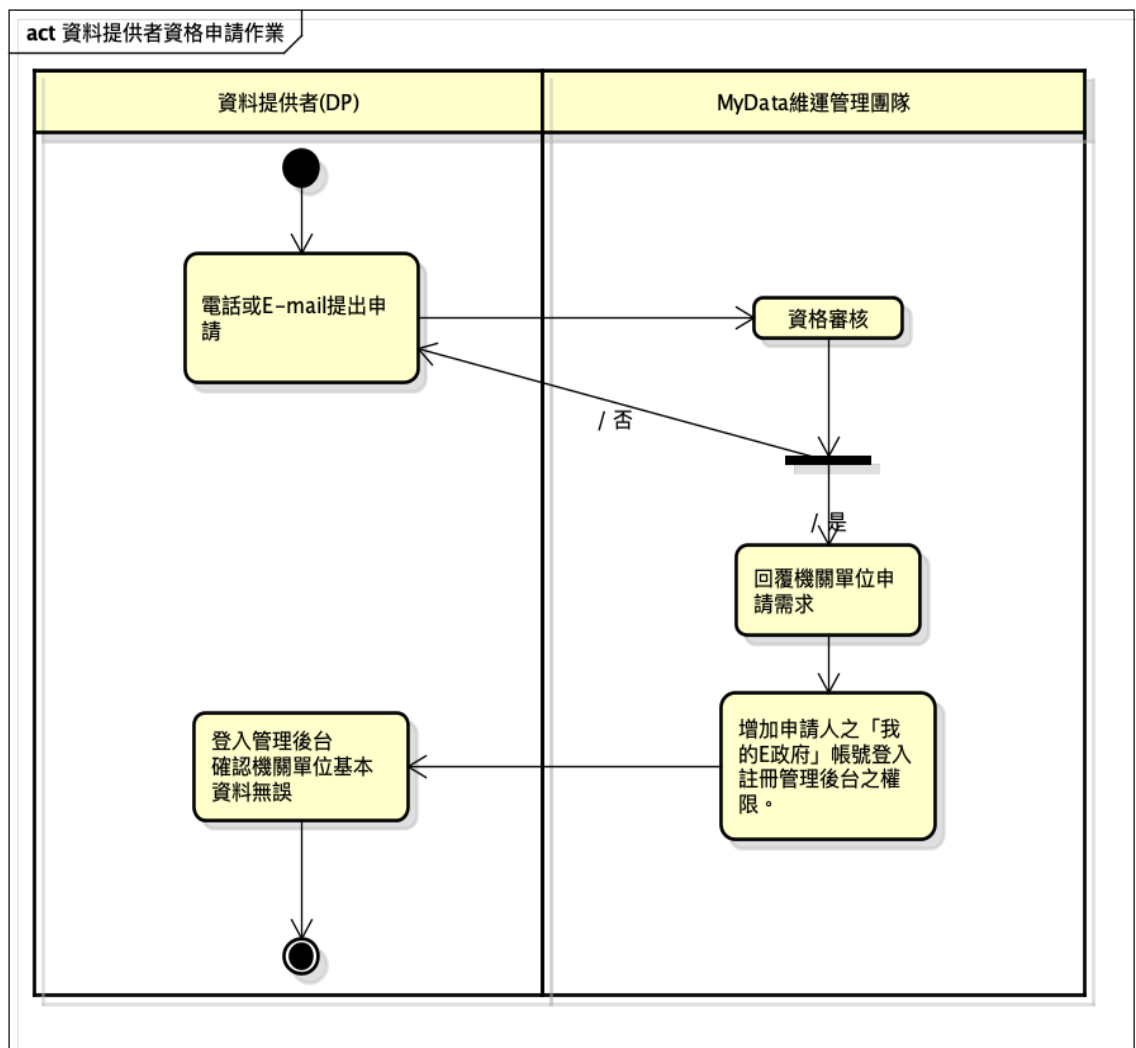 act 資料提供者資格申請作業
資料提供者(DP)
MyData維運管理團隊
電話或E-mail提出申
請
資格審核
/ 否
/ 是
回覆機關單位申
請需求
增加申請人之「我
的E政府」帳號登入
註冊管理後台之權
限。
登入管理後台
確認機關單位基本
資料無誤